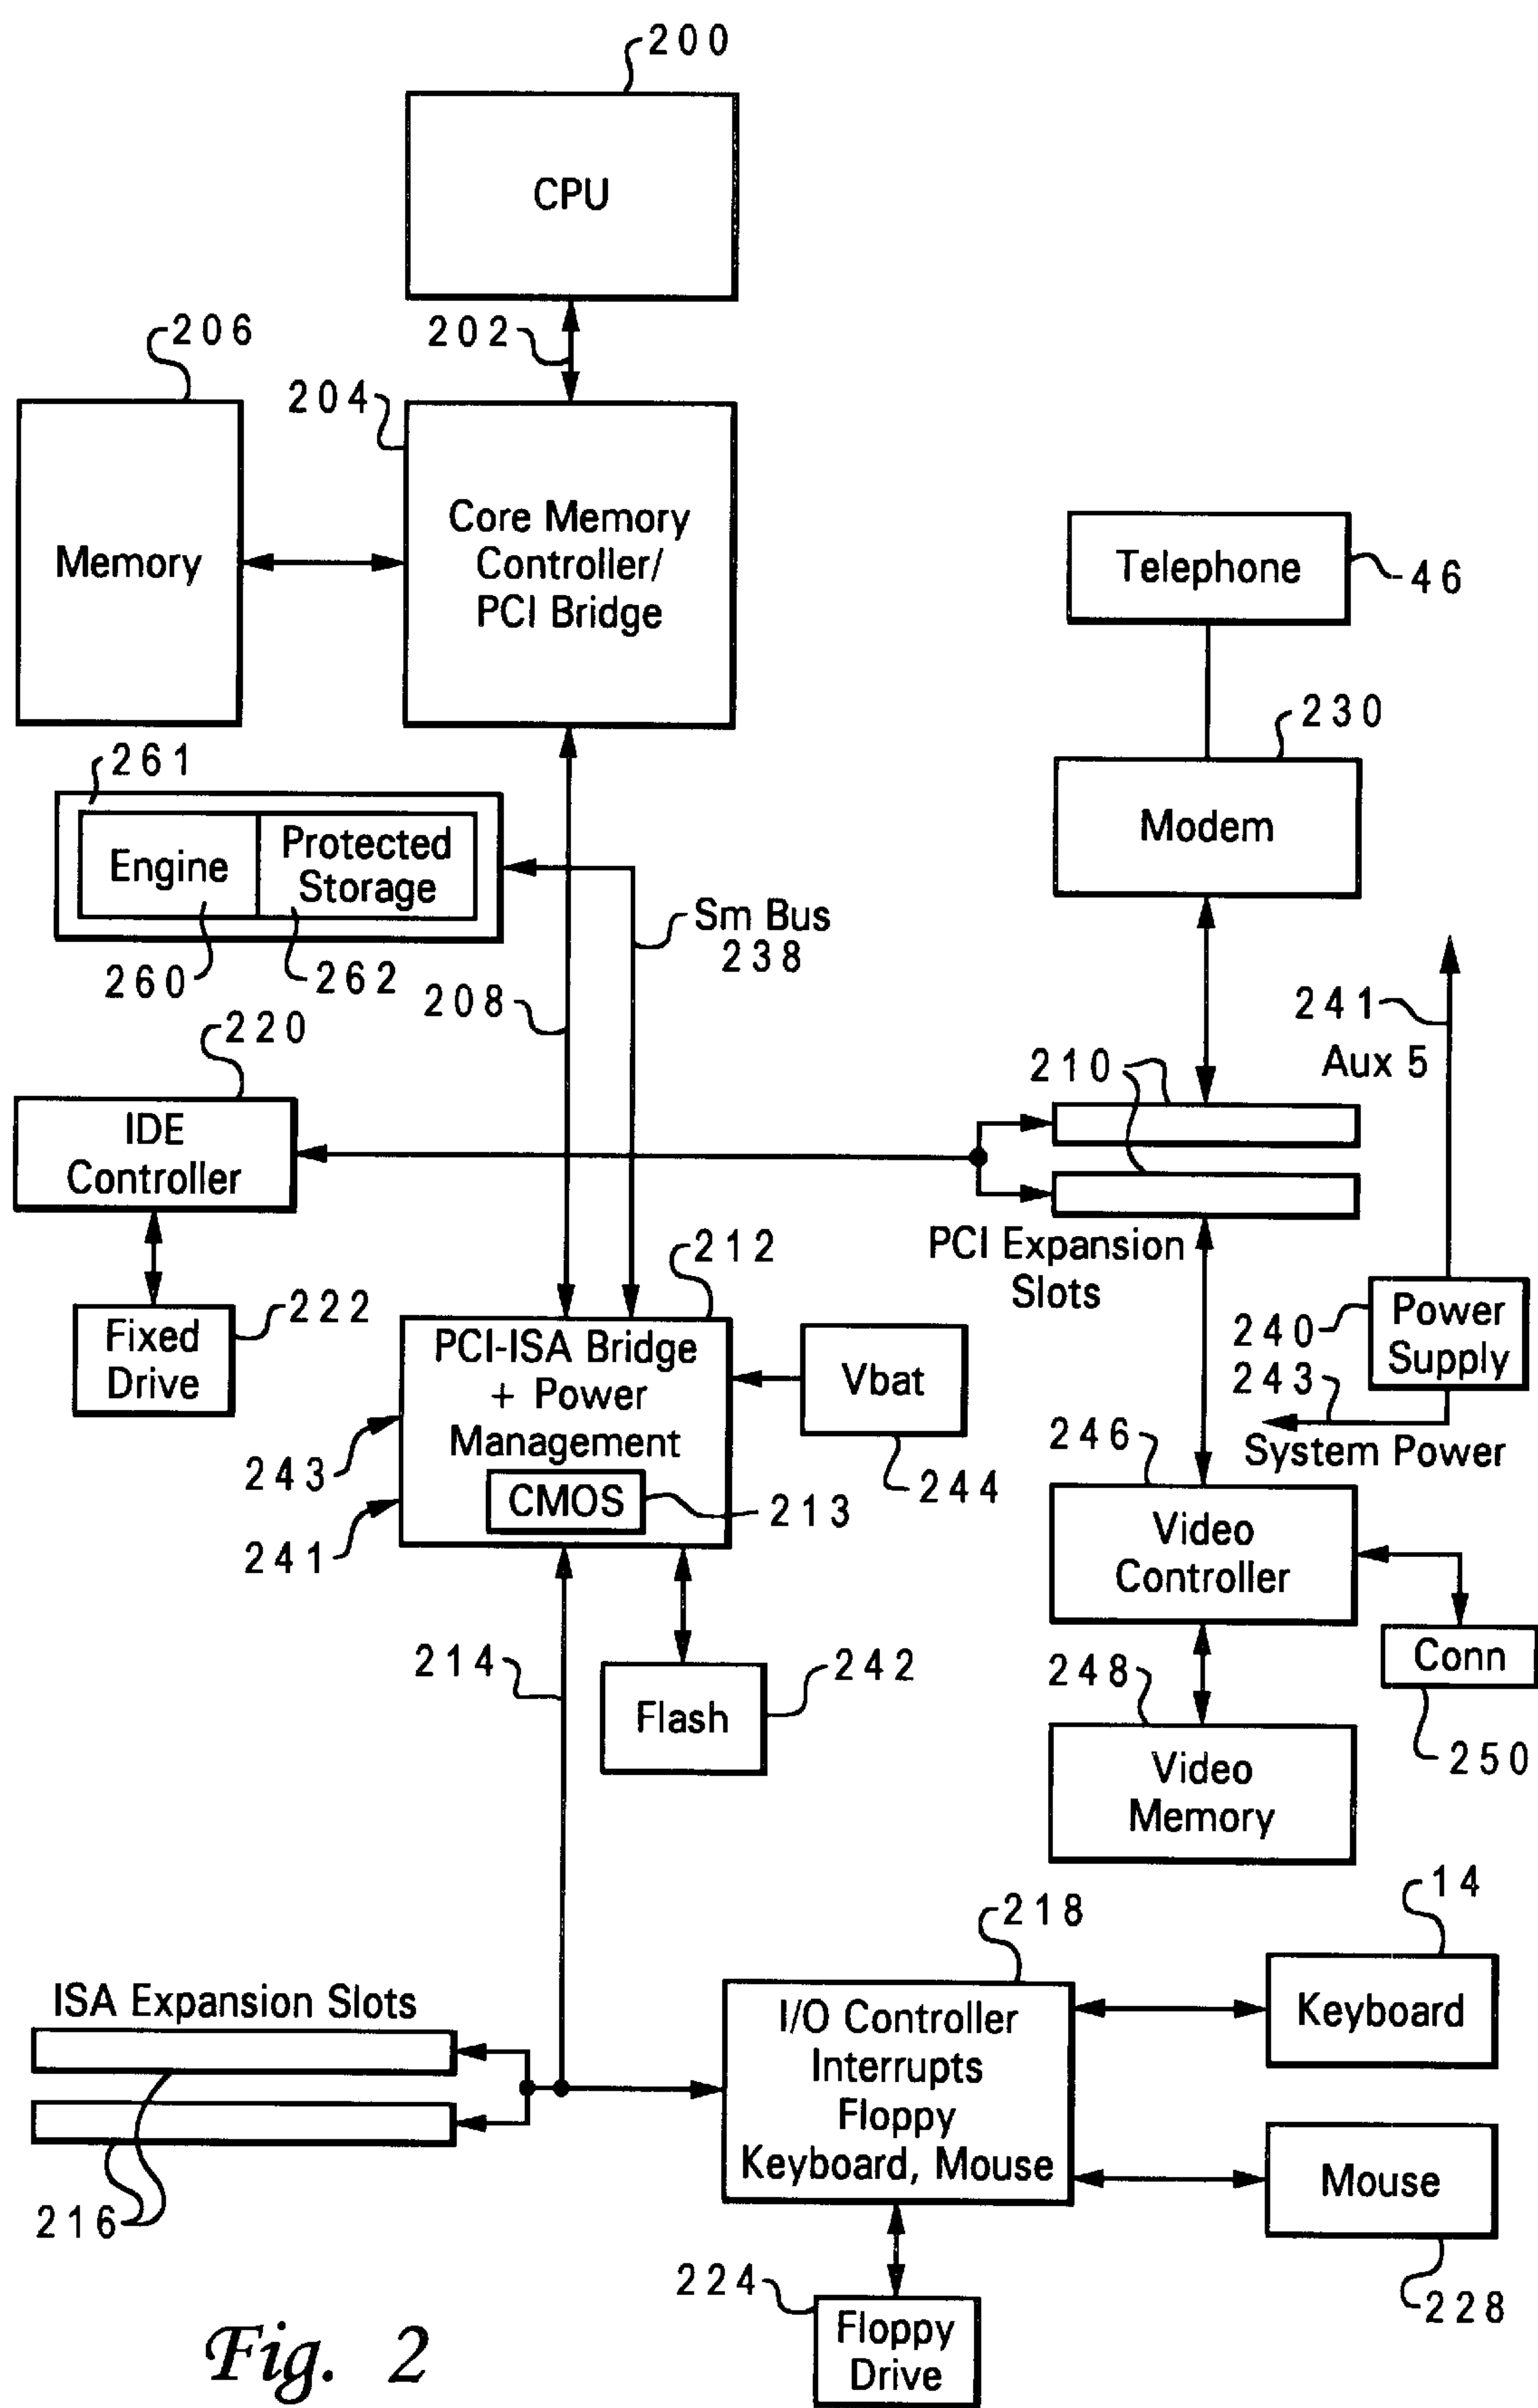 200
CPU
202
206
204
Memory
Core Memory
Controller/
PCI Bridge
Telephone
46
230
Modem
261
Engine
Protected
Storage
260
262
Sm Bus
238
208
241
Aux 5
220
210
IDE
Controller
PCI Expansion
Slots
212
222
Fixed
Drive
PCI-ISA Bridge
+ Power
Management
CMOS
213
Vbat
244
243
241
240
Power
Supply
243
System Power
246
Video
Controller
Conn
250
214
242
Flash
248
Video
Memory
14
218
ISA Expansion Slots
216
I/O Controller
Interrupts
Floppy
Keyboard, Mouse
Keyboard
Mouse
228
224
Floppy
Drive
Fig. 2